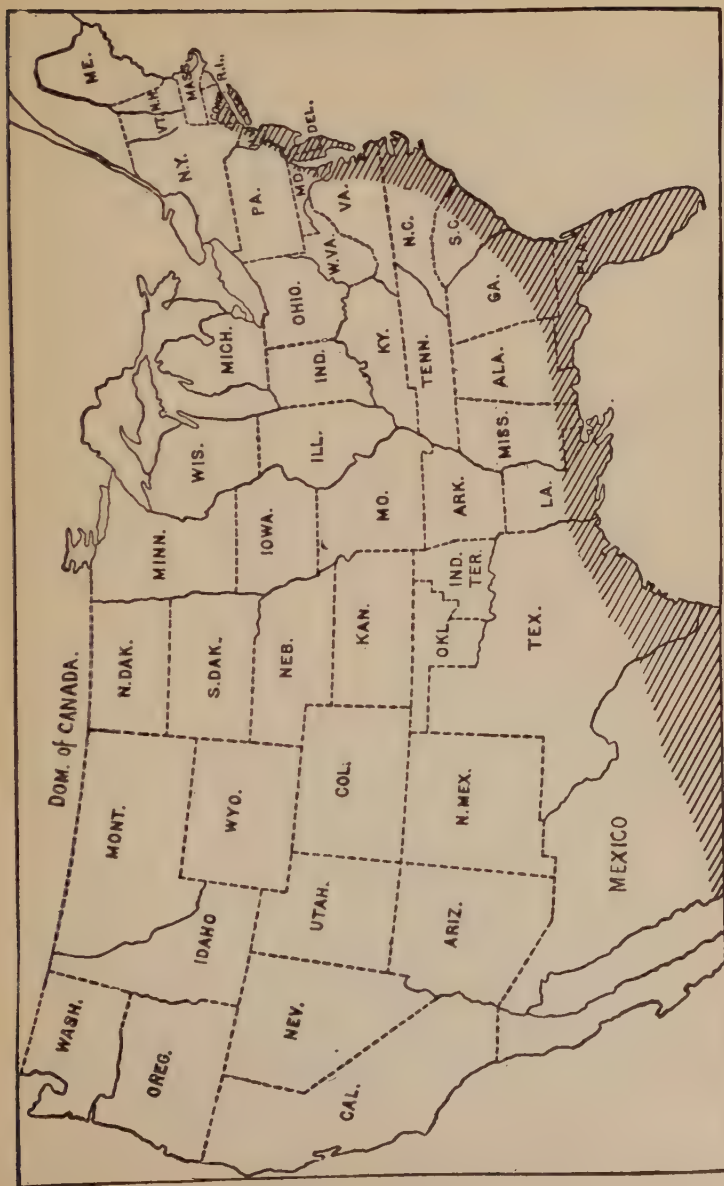 DOM. of CANADA.
WASH.
OREG.
CAL.
NEV.
IDAHO
MONT.
WYO.
UTAH.
ARIZ.
COL.
N.MEX.
N.DAK.
S.DAK.
NEB.
KAN.
OKL.
IND.
TER.
TEX.
MEXICO
MINN.
IOWA.
MO.
ARK.
LA.
WIS.
ILL.
MICH.
IND.
OHIO.
KY.
TENN.
MISS.
ALA.
GA.
FLA.
S.C.
N.C.
VA.
W.VA.
MD.
DEL.
PA.
N.Y.
VT.
N.H.
ME.
MASS.
R.I.